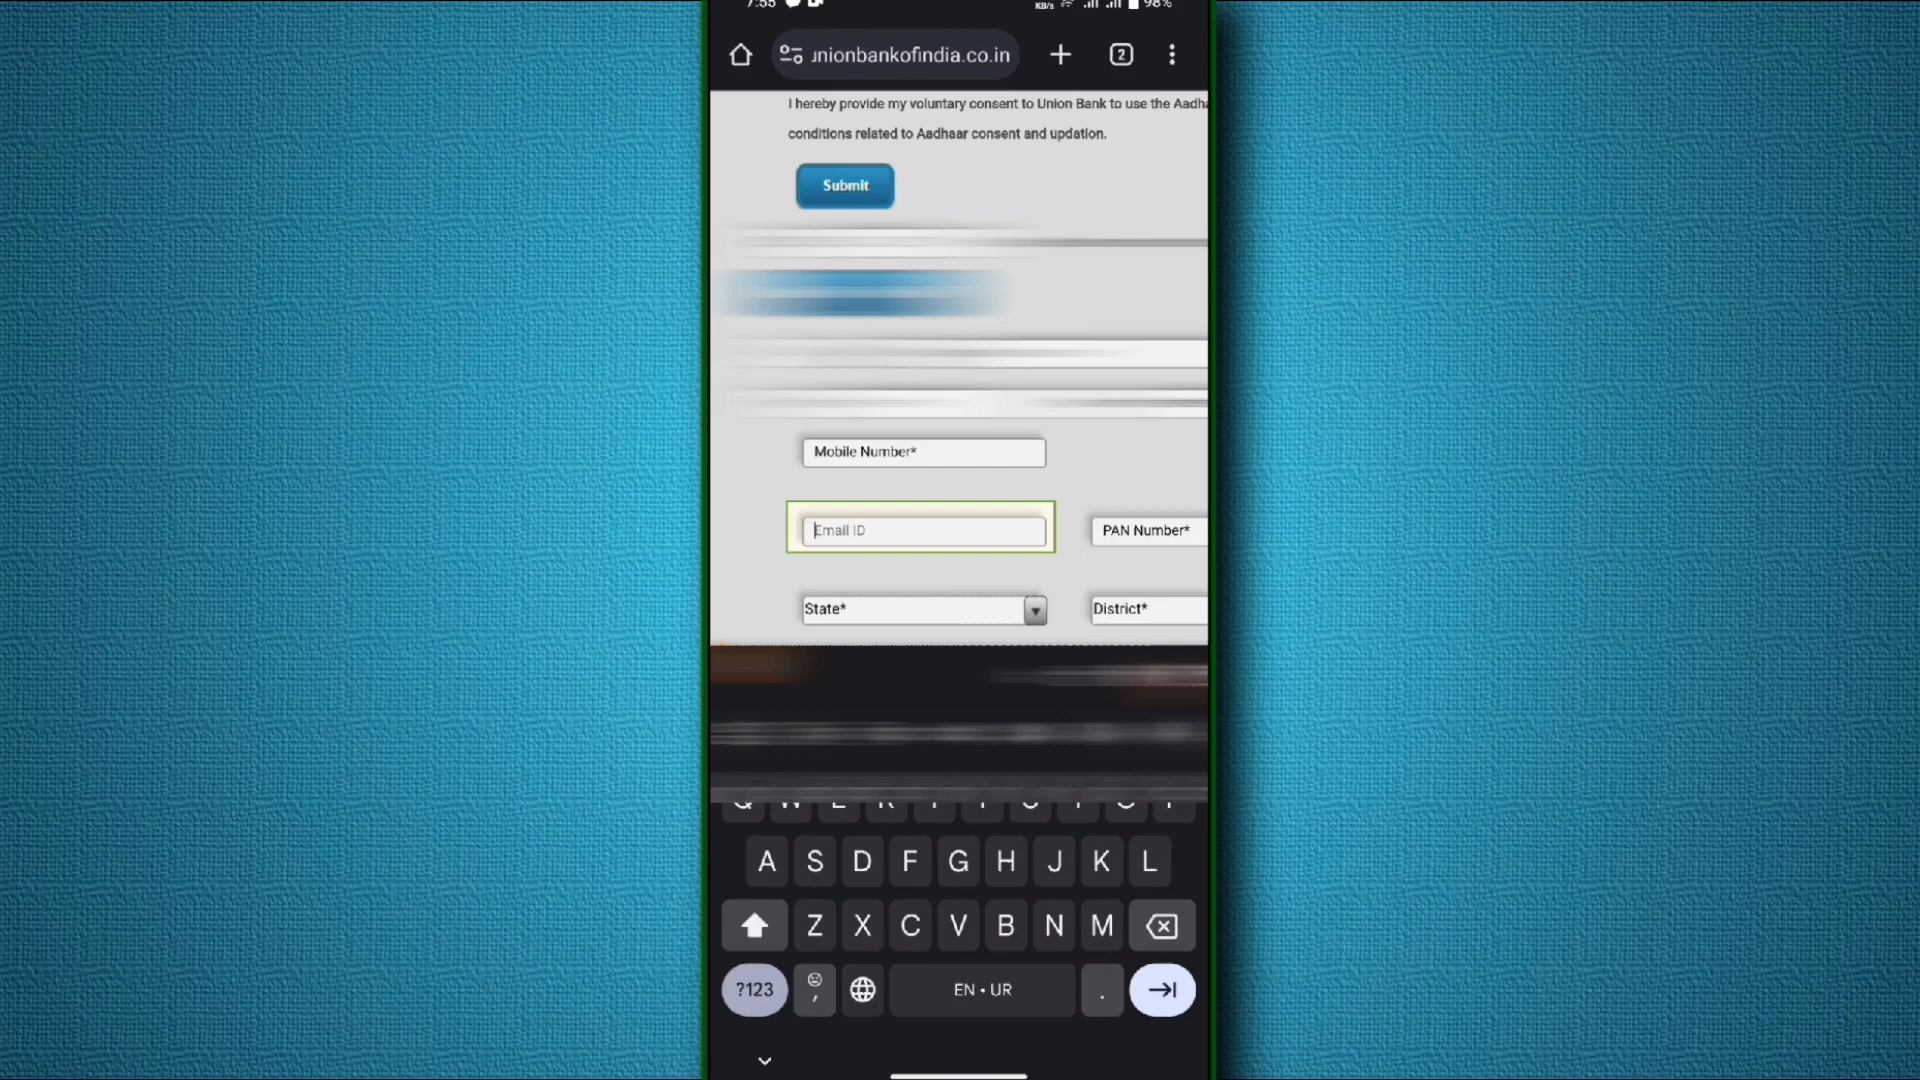 7:55 KB/s 98%
unionbankofindia.co.in 2
I hereby provide my voluntary consent to Union Bank to use the Aadha
conditions related to Aadhaar consent and updation.
Submit
Mobile Number*
Email ID PAN Number*
State* District*
A S D F G H J K L
Z X C V B N M
?123 , EN • UR .